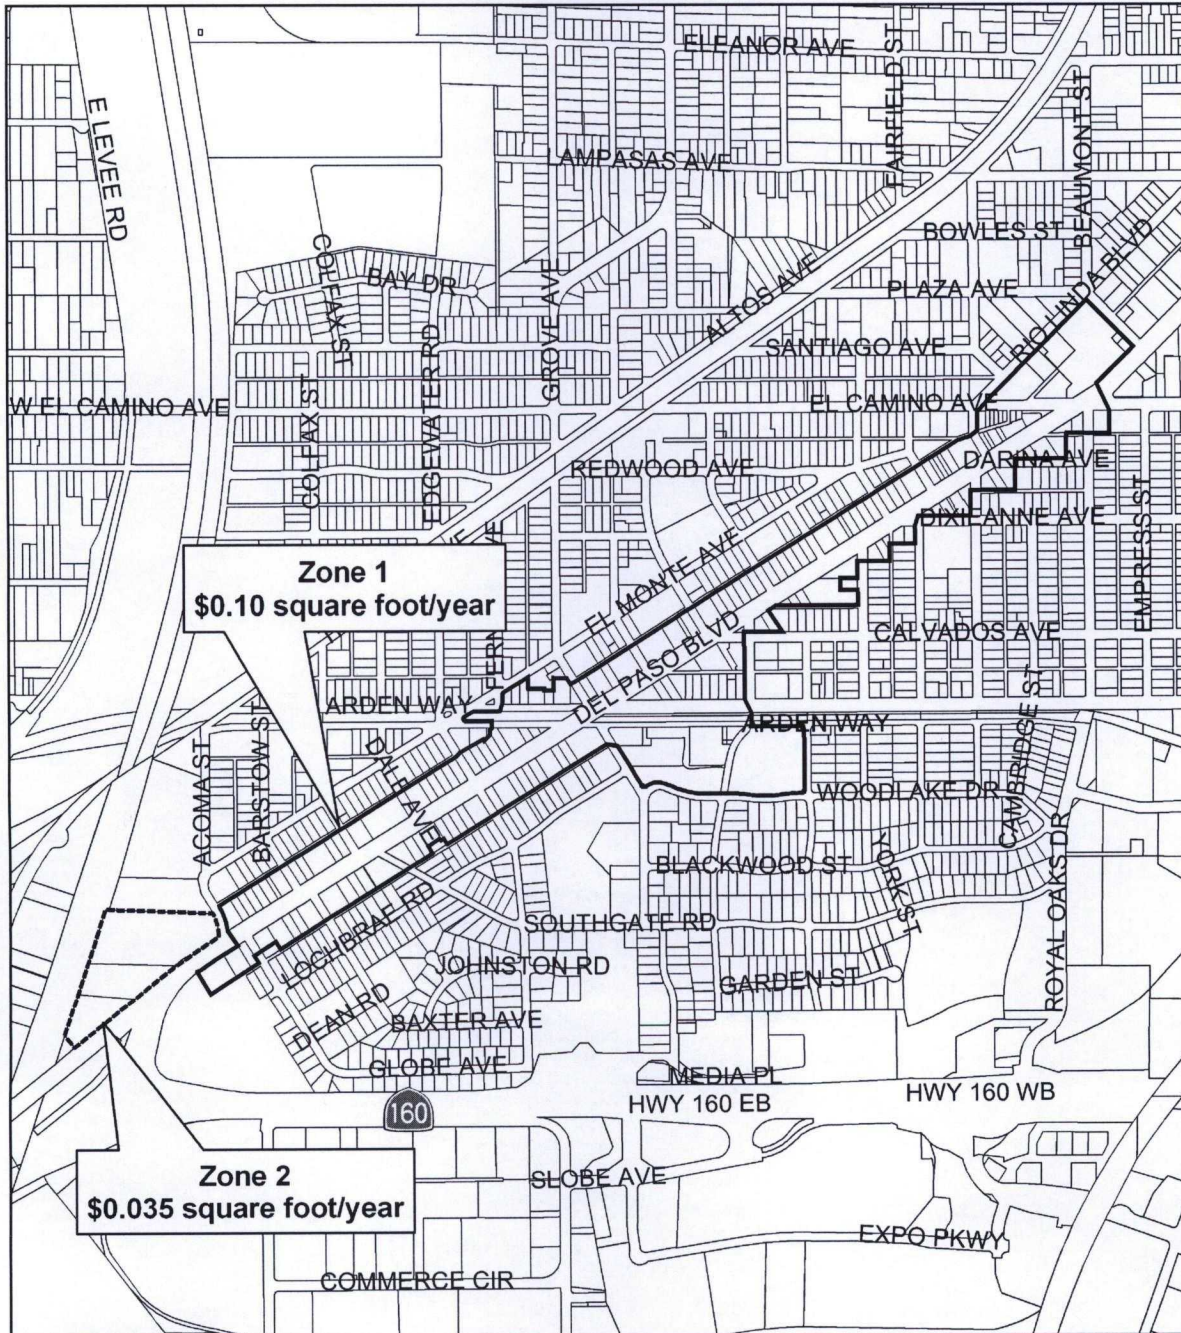 ELEANOR AVE
FAIRFIELD ST
BEAUMONT ST
E LEVEE RD
LAMPASAS AVE
BOWLES ST
COLFAX ST
BAY DR
GROVE AVE
ALTOS AVE
PLAZA AVE
RIO LINDA BLVD
SANTIAGO AVE
EDGEWATER RD
W EL CAMINO AVE
EL CAMINO AVE
COLFAX ST
REDWOOD AVE
DARINA AVE
DIXIEANNE AVE
EMPRESS ST
Zone 1
$0.10 square foot/year
EL MONTE AVE
DEL PASO BLVD
CALVADOS AVE
ARDEN WAY
ARDEN WAY
CAMBRIDGE ST
ACOMA ST
BARSTOW ST
DALE AVE
WOODLAKE DR
BLACKWOOD ST
YORK ST
ROYAL OAKS DR
LOCHBRAE RD
SOUTHGATE RD
JOHNSTON RD
GARDEN ST
DEAN RD
BAXTER AVE
GLOBE AVE
MEDIA PL
160
HWY 160 EB
HWY 160 WB
Zone 2
$0.035 square foot/year
SLOBE AVE
EXPO PKWY
COMMERCE CIR